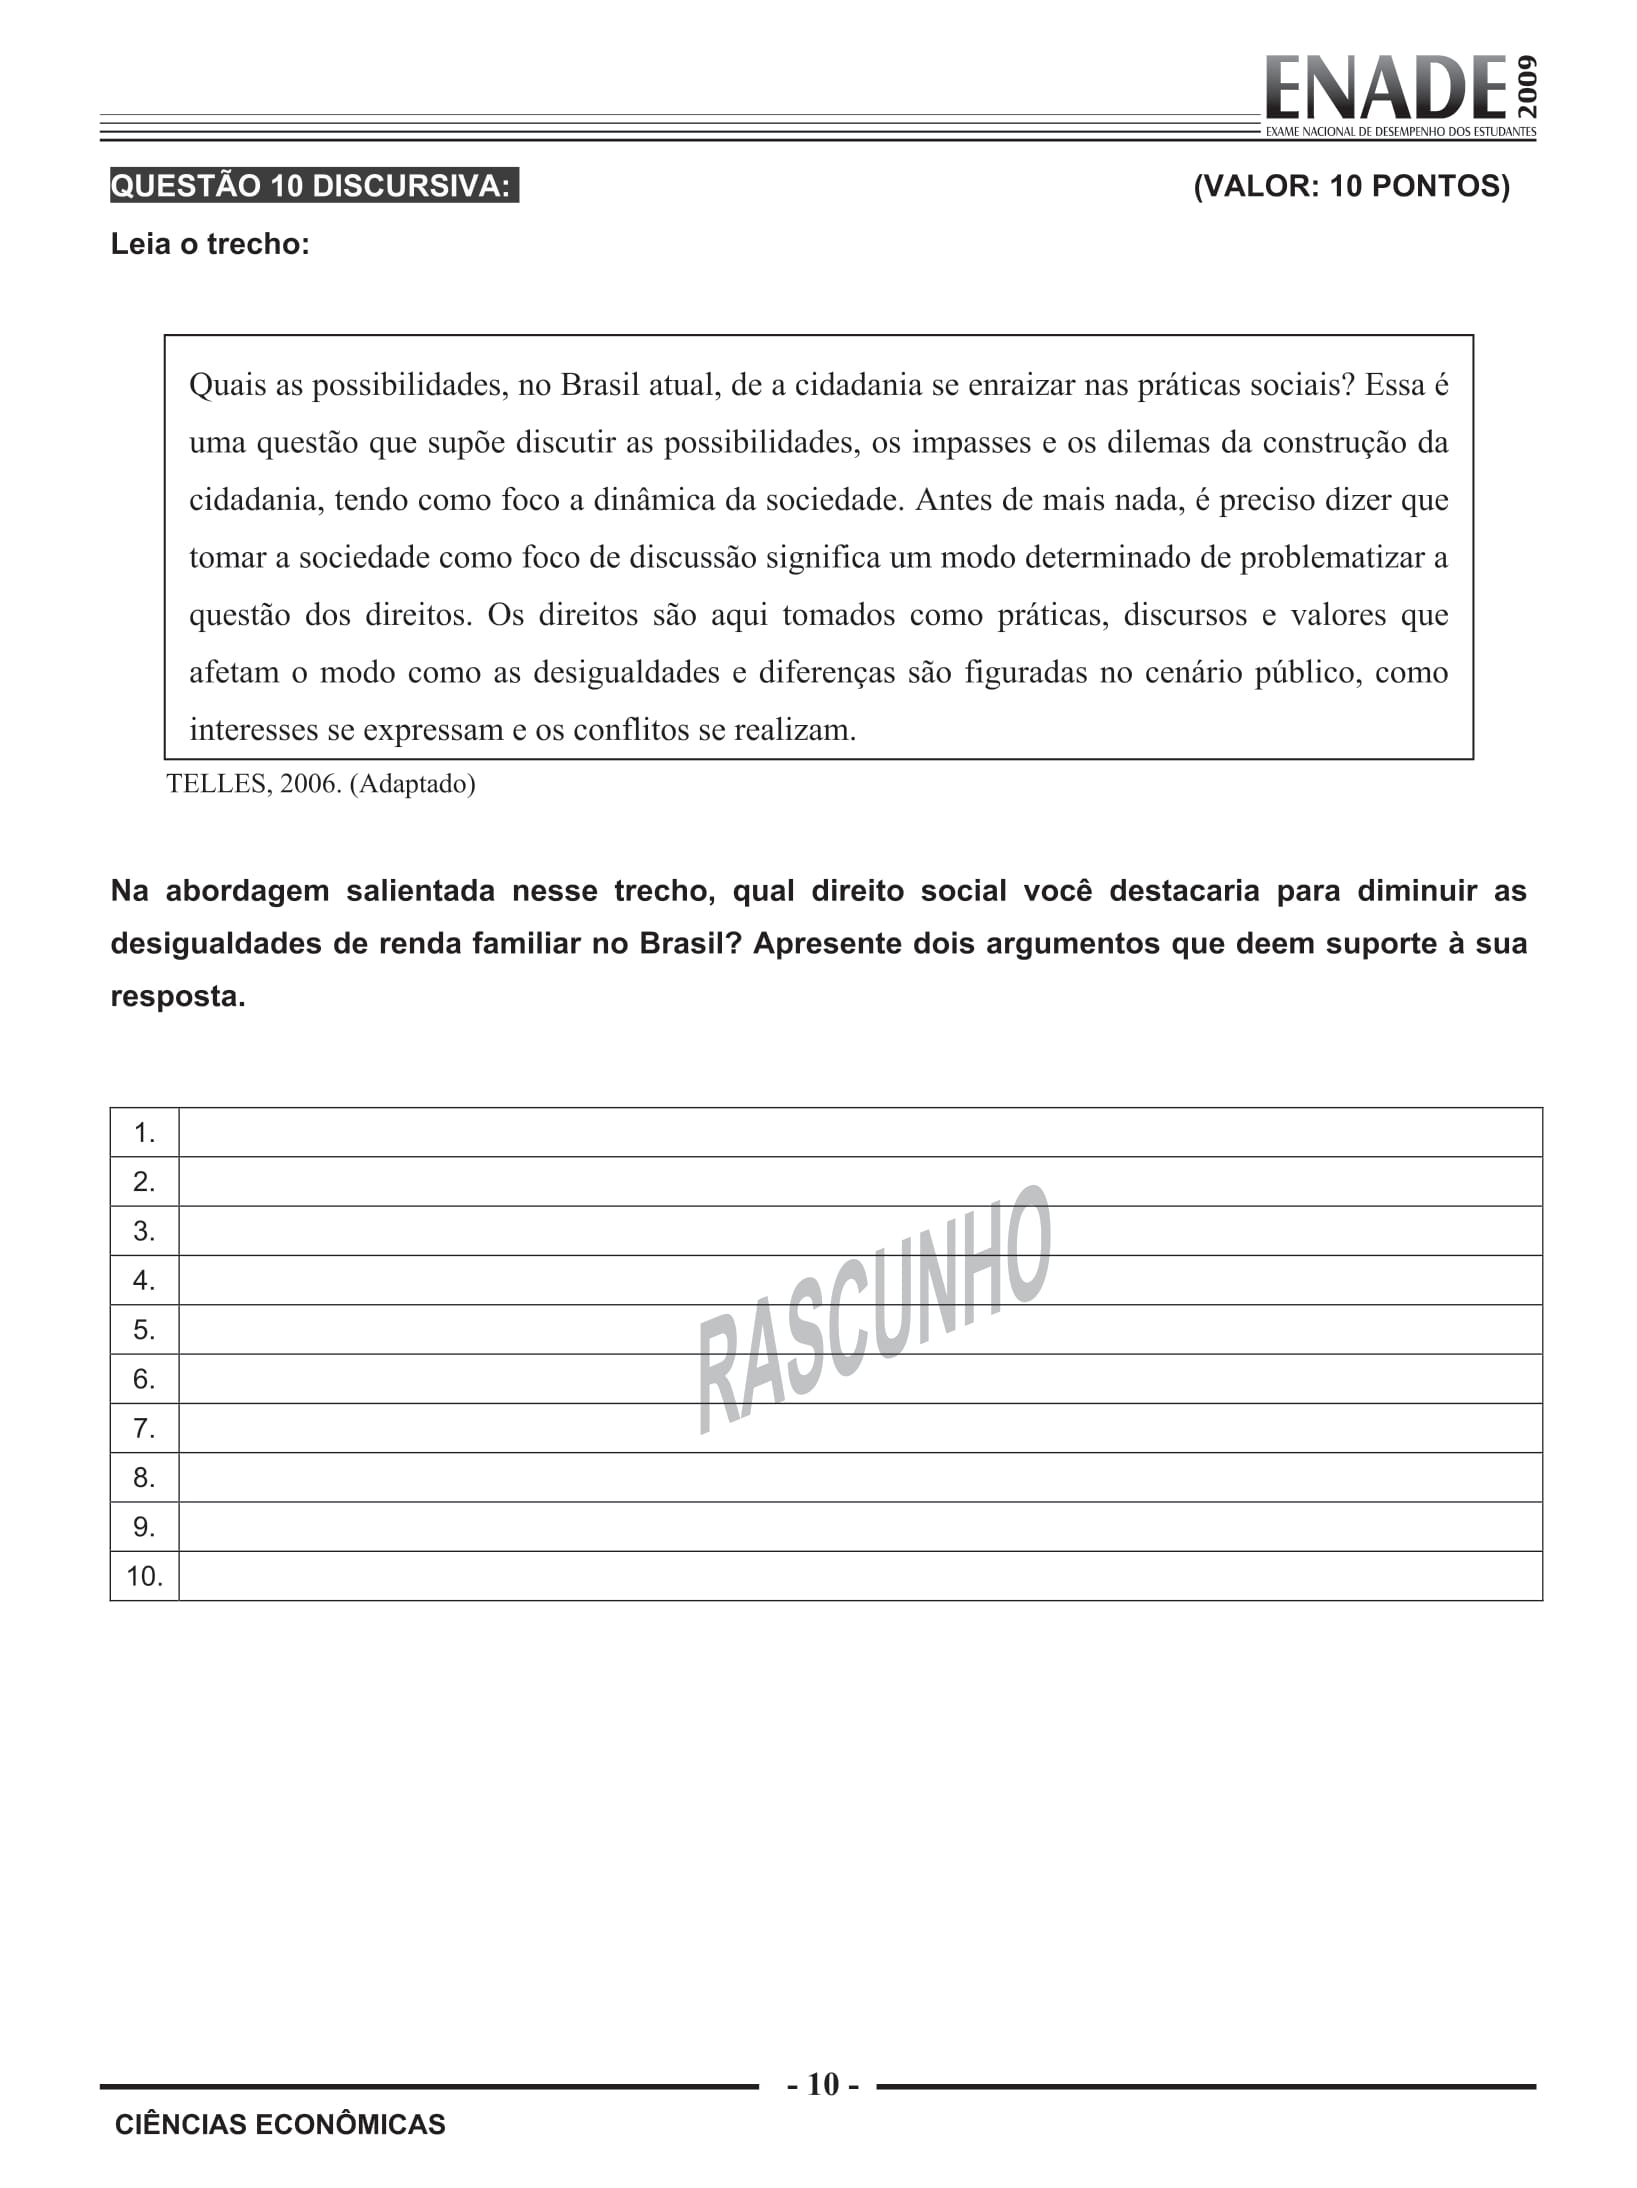 ENADE 2009
EXAME NACIONAL DE DESEMPENHO DOS ESTUDANTES
QUESTÃO 10 DISCURSIVA: (VALOR: 10 PONTOS)
Leia o trecho:
Quais as possibilidades, no Brasil atual, de a cidadania se enraizar nas práticas sociais? Essa é
uma questão que supõe discutir as possibilidades, os impasses e os dilemas da construção da
cidadania, tendo como foco a dinâmica da sociedade. Antes de mais nada, é preciso dizer que
tomar a sociedade como foco de discussão significa um modo determinado de problematizar a
questão dos direitos. Os direitos são aqui tomados como práticas, discursos e valores que
afetam o modo como as desigualdades e diferenças são figuradas no cenário público, como
interesses se expressam e os conflitos se realizam.
TELLES, 2006. (Adaptado)
Na abordagem salientada nesse trecho, qual direito social você destacaria para diminuir as
desigualdades de renda familiar no Brasil? Apresente dois argumentos que deem suporte à sua
resposta.
1.
2.
3.
4.
5.
6.
7.
8.
9.
10.
RASCUNHO
- 10 -
CIÊNCIAS ECONÔMICAS